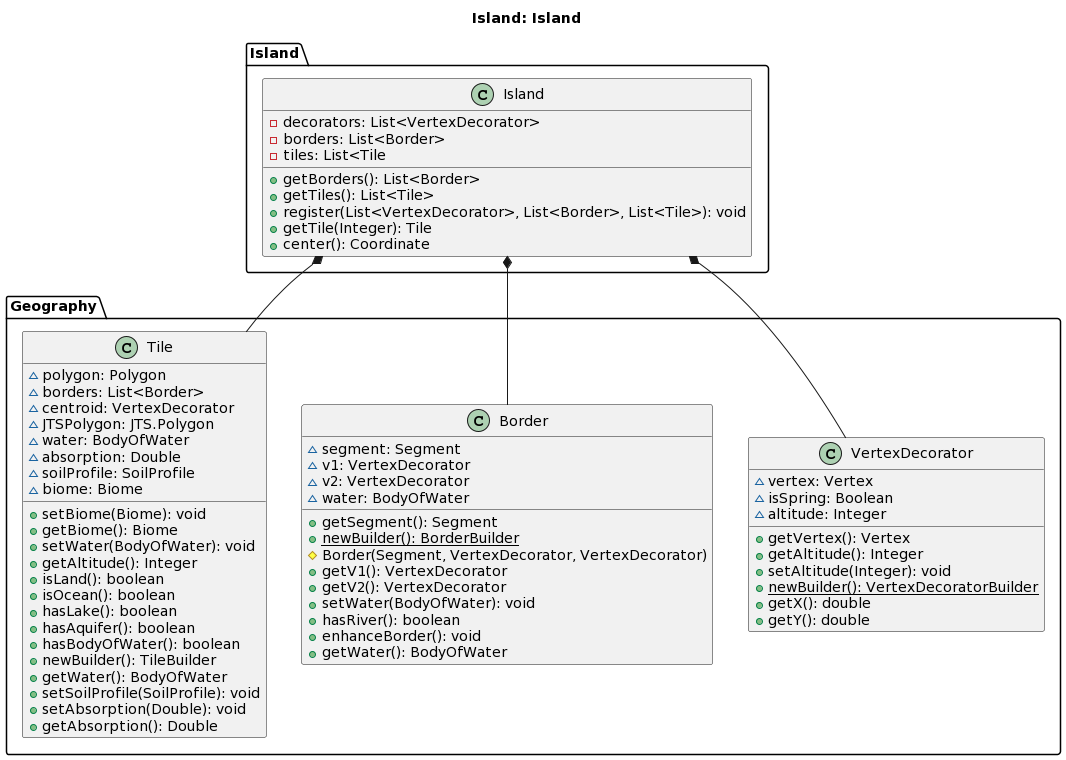 Island: Island
Island
C Island
decorators: List<VertexDecorator>
borders: List<Border>
tiles: List<Tile
getBorders(): List<Border>
getTiles(): List<Tile>
register(List<VertexDecorator>, List<Border>, List<Tile>): void
getTile(Integer): Tile
center(): Coordinate
Geography
C Tile
polygon: Polygon
borders: List<Border>
centroid: VertexDecorator
JTSPolygon: JTS.Polygon
water: BodyOfWater
absorption: Double
soilProfile: SoilProfile
biome: Biome
setBiome(Biome): void
getBiome(): Biome
setWater(BodyOfWater): void
getAltitude(): Integer
isLand(): boolean
isOcean(): boolean
hasLake(): boolean
hasAquifer(): boolean
hasBodyOfWater(): boolean
newBuilder(): TileBuilder
getWater(): BodyOfWater
setSoilProfile(SoilProfile): void
setAbsorption(Double): void
getAbsorption(): Double
C Border
segment: Segment
v1: VertexDecorator
v2: VertexDecorator
water: BodyOfWater
getSegment(): Segment
newBuilder(): BorderBuilder
Border(Segment, VertexDecorator, VertexDecorator)
getV1(): VertexDecorator
getV2(): VertexDecorator
setWater(BodyOfWater): void
hasRiver(): boolean
enhanceBorder(): void
getWater(): BodyOfWater
C VertexDecorator
vertex: Vertex
isSpring: Boolean
altitude: Integer
getVertex(): Vertex
getAltitude(): Integer
setAltitude(Integer): void
newBuilder(): VertexDecoratorBuilder
getX(): double
getY(): double